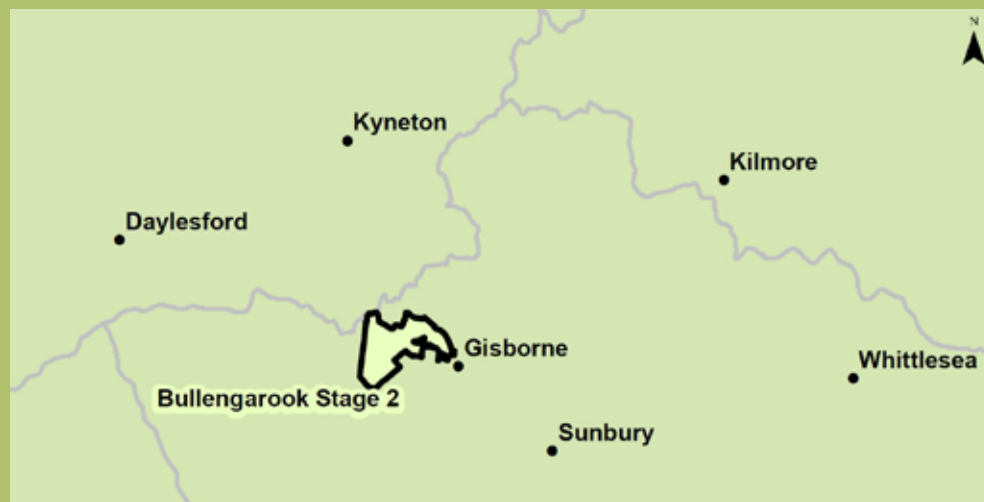 N
Kyneton
Kilmore
Daylesford
Gisborne
Whittlesea
Bullengarook Stage 2
Sunbury